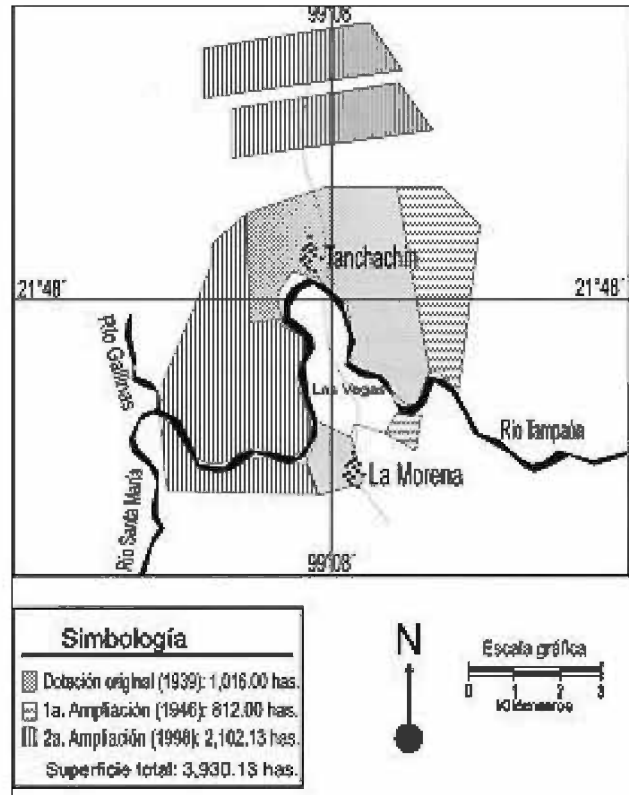 99°08'
Tanchachín
21°48' 21°48'
Río Gallinas
Las Vegas
Río Tampaón
La Morena
Río Santa María
99°08'
Simbología
Dotación original (1939): 1,016.00 has.
1a. Ampliación (1946): 812.00 has.
2a. Ampliación (1998): 2,102.13 has.
Superficie total: 3,930.13 has.
N
Escala gráfica
0 1 2 3
Kilómetros